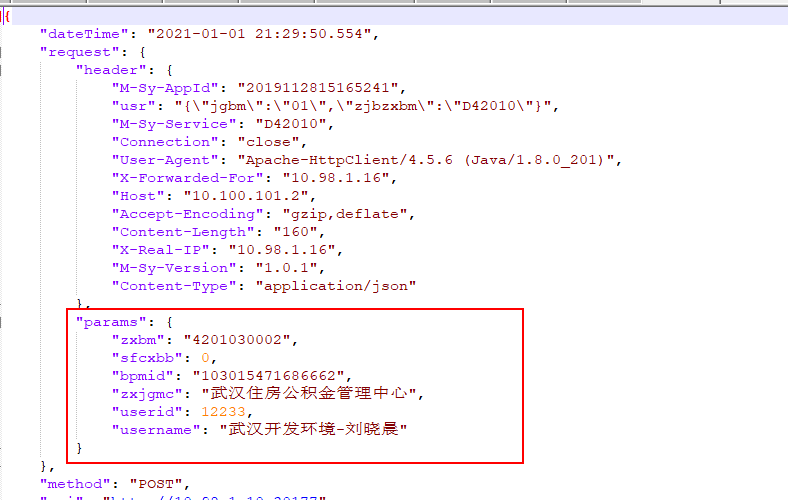 {
"dateTime": "2021-01-01 21:29:50.554",
"request": {
"header": {
"M-Sy-AppId": "2019112815165241",
"usr": "{\"jgbm\":\"01\",\"zjbzxbm\":\"D42010\"}",
"M-Sy-Service": "D42010",
"Connection": "close",
"User-Agent": "Apache-HttpClient/4.5.6 (Java/1.8.0_201)",
"X-Forwarded-For": "10.98.1.16",
"Host": "10.100.101.2",
"Accept-Encoding": "gzip,deflate",
"Content-Length": "160",
"X-Real-IP": "10.98.1.16",
"M-Sy-Version": "1.0.1",
"Content-Type": "application/json"
},
"params": {
"zxbm": "4201030002",
"sfcxbb": 0,
"bpmid": "103015471686662",
"zxjgmc": "武汉住房公积金管理中心",
"userid": 12233,
"username": "武汉开发环境-刘晓晨"
}
},
"method": "POST",